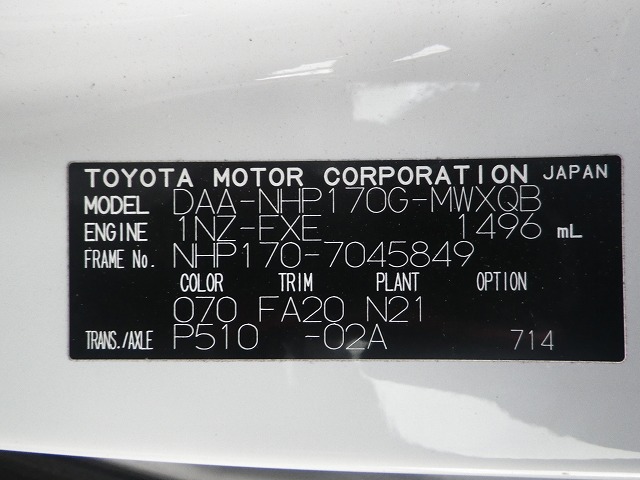 TOYOTA MOTOR CORPORATION JAPAN
MODEL DAA-NHP170G-MWXQB
ENGINE 1NZ-FXE 1496 mL
FRAME No. NHP170-7045849
COLOR TRIM PLANT OPTION
070 FA20 N21
TRANS./AXLE P510 -02A 714